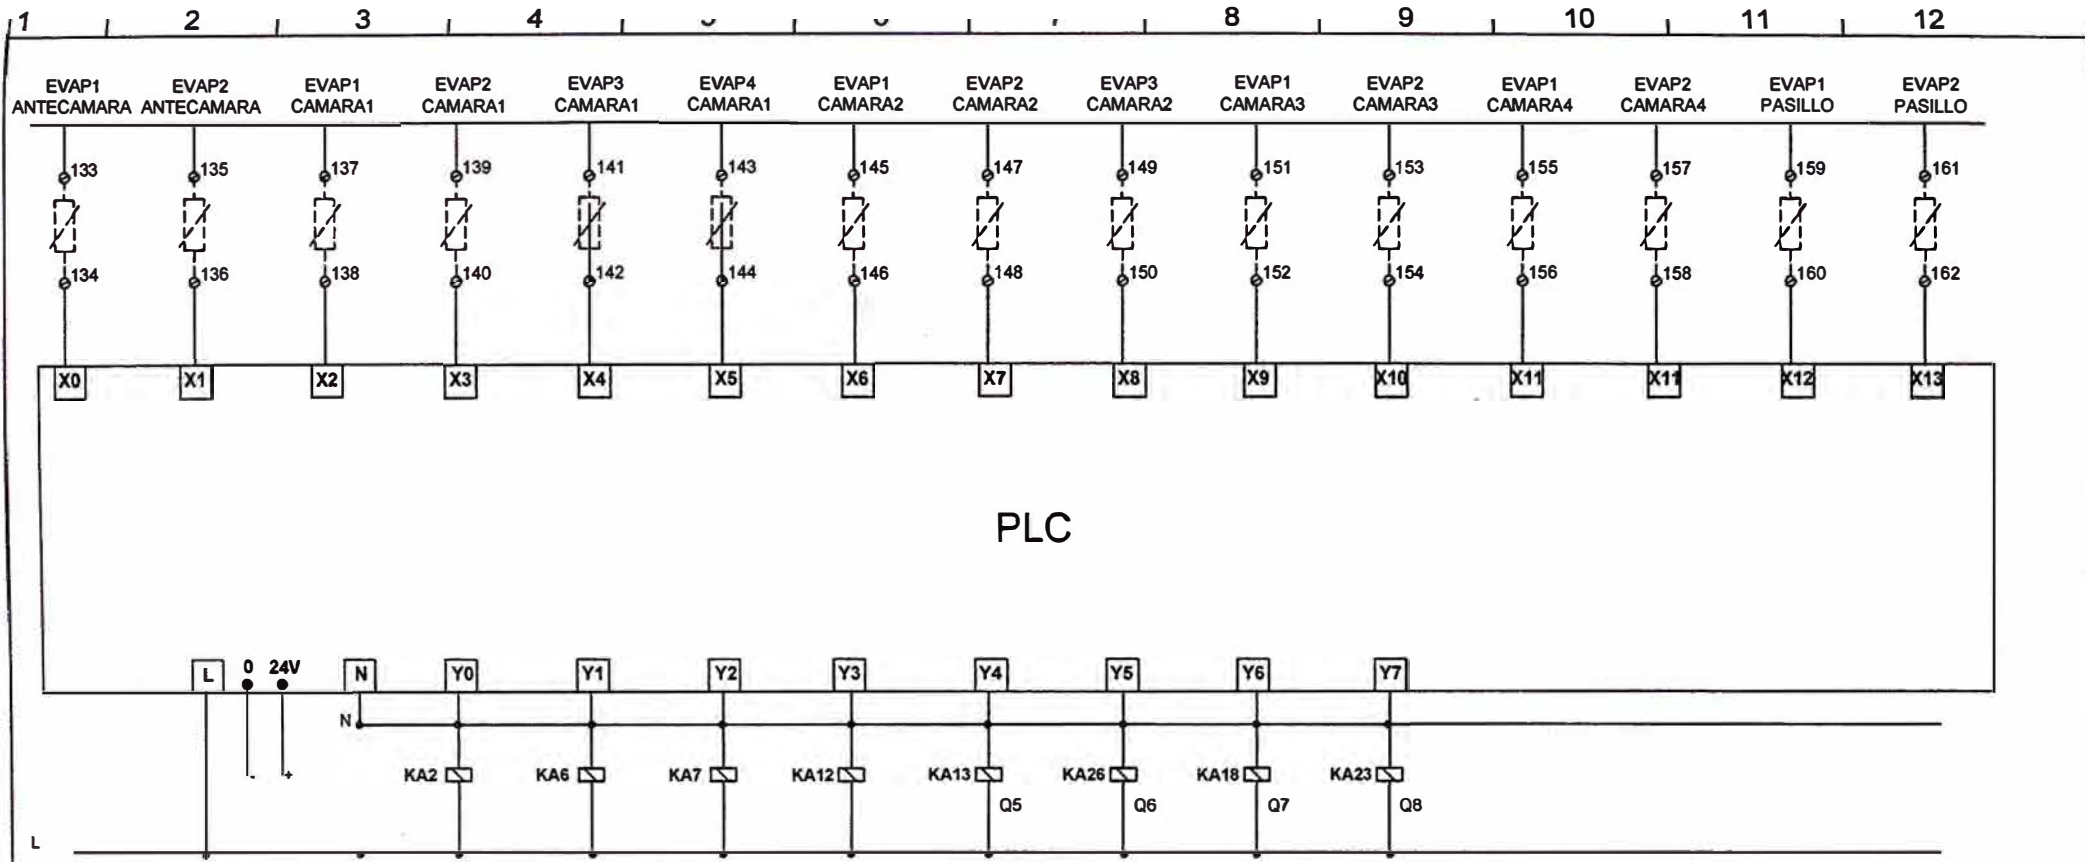 1 2 3 4 8 9 10 11 12
EVAP1 EVAP2 EVAP1 EVAP2 EVAP3 EVAP4 EVAP1 EVAP2 EVAP3 EVAP1 EVAP2 EVAP1 EVAP2 EVAP1 EVAP2
ANTECAMARA ANTECAMARA CAMARA1 CAMARA1 CAMARA1 CAMARA1 CAMARA2 CAMARA2 CAMARA2 CAMARA3 CAMARA3 CAMARA4 CAMARA4 PASILLO PASILLO
133 135 137 139 141 143 145 147 149 151 153 155 157 159 161
134 136 138 140 142 144 146 148 150 152 154 156 158 160 162
X0 X1 X2 X3 X4 X5 X6 X7 X8 X9 X10 X11 X11 X12 X13
PLC
L 0 24V N Y0 Y1 Y2 Y3 Y4 Y5 Y6 Y7
N
- +
KA2 KA6 KA7 KA12 KA13 KA26 KA18 KA23
Q5 Q6 Q7 Q8
L